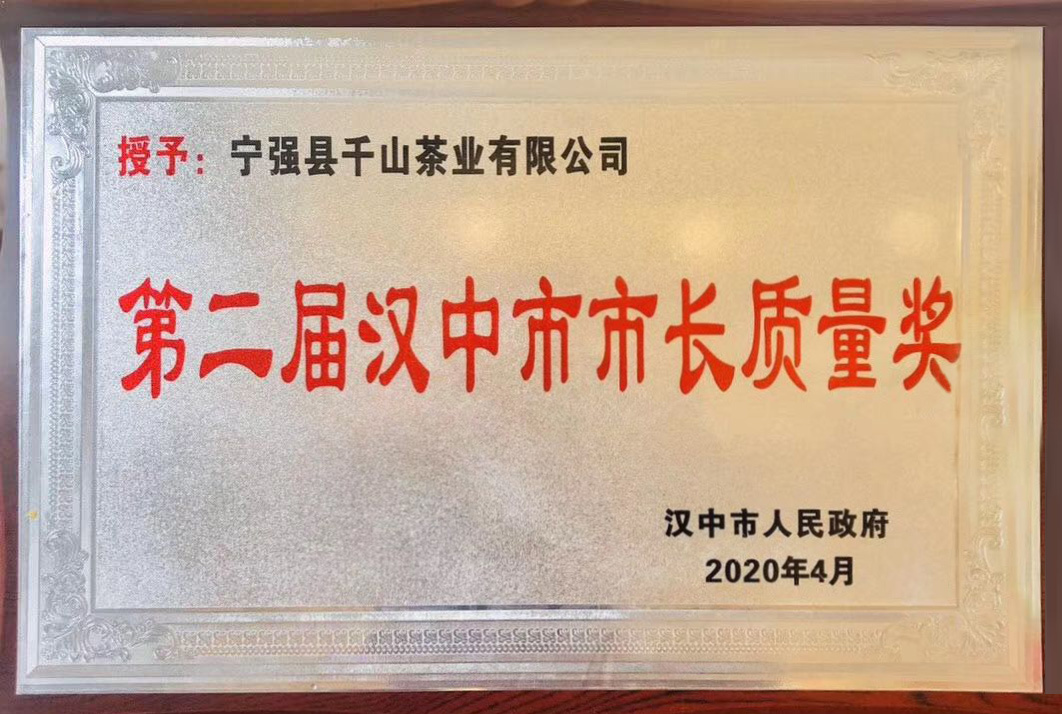 授予：宁强县千山茶业有限公司
第二届汉中市市长质量奖
汉中市人民政府
2020年4月